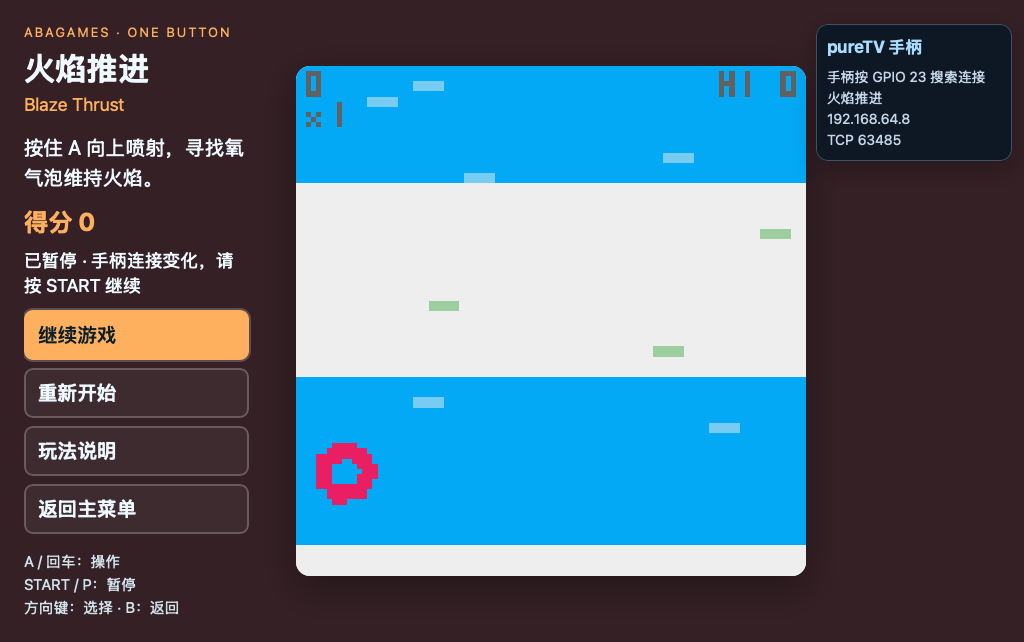 ABAGAMES · ONE BUTTON
火焰推进
Blaze Thrust
按住 A 向上喷射，寻找氧
气泡维持火焰。
得分 0
已暂停 · 手柄连接变化，请
按 START 继续
继续游戏
重新开始
玩法说明
返回主菜单
A / 回车：操作
START / P：暂停
方向键：选择 · B：返回
0
HI 0
x1
pureTV 手柄
手柄按 GPIO 23 搜索连接
火焰推进
192.168.64.8
TCP 63485